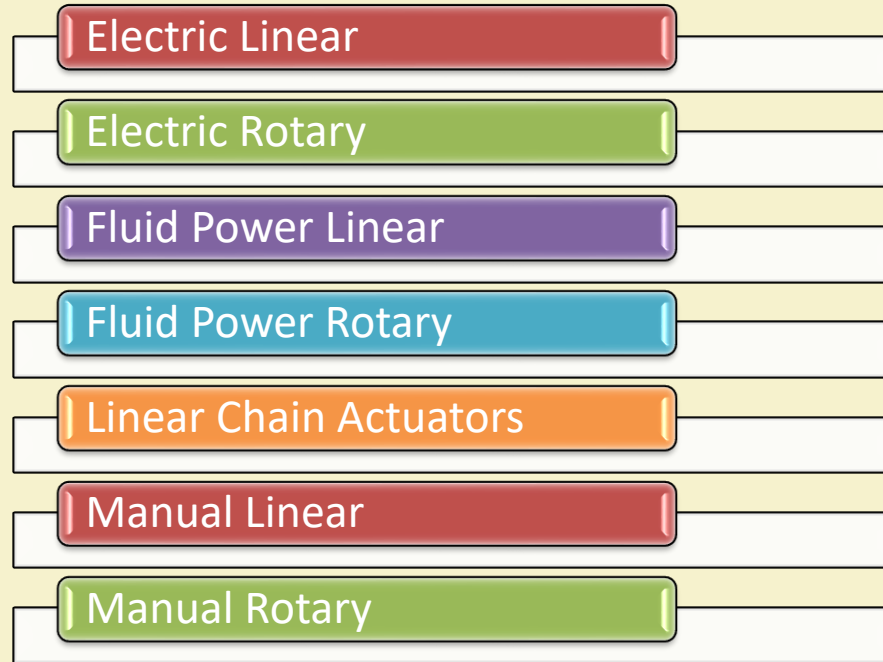 Electric Linear
Electric Rotary
Fluid Power Linear
Fluid Power Rotary
Linear Chain Actuators
Manual Linear
Manual Rotary